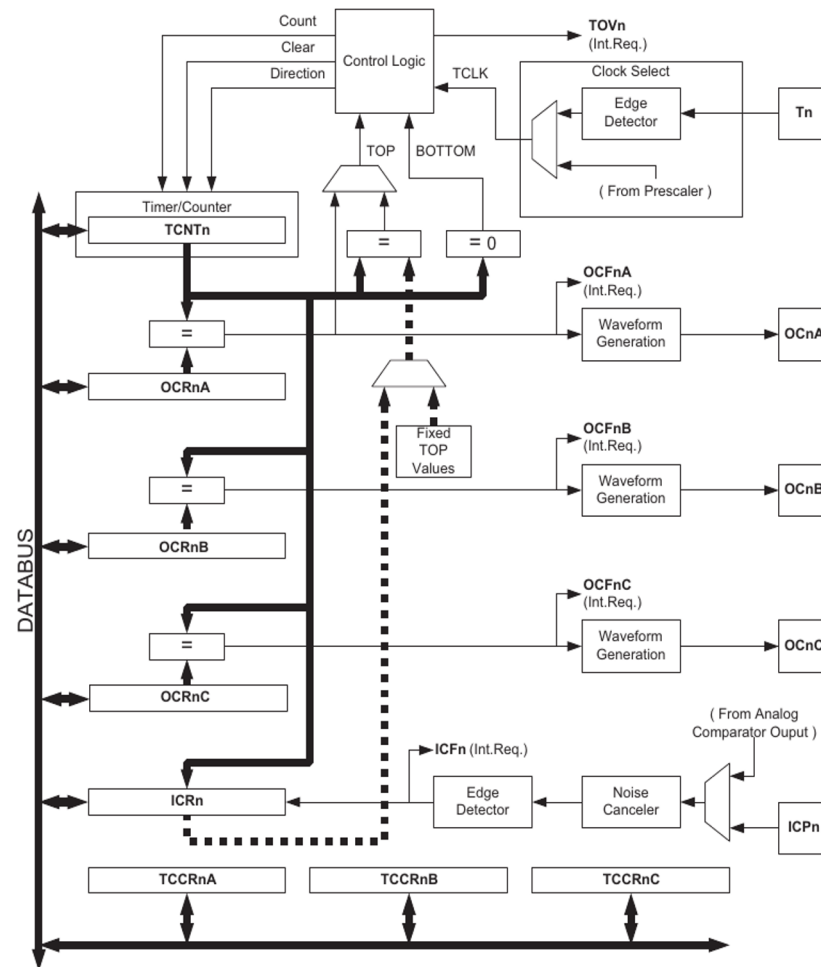 Count
Clear
Direction
Control Logic
TOVn
(Int.Req.)
TCLK
Clock Select
Edge
Detector
Tn
( From Prescaler )
TOP
BOTTOM
Timer/Counter
TCNTn
=
= 0
OCFnA
(Int.Req.)
=
Waveform
Generation
OCnA
OCRnA
Fixed
TOP
Values
OCFnB
(Int.Req.)
=
Waveform
Generation
OCnB
OCRnB
DATABUS
OCFnC
(Int.Req.)
=
Waveform
Generation
OCnC
OCRnC
( From Analog
Comparator Ouput )
ICFn (Int.Req.)
ICRn
Edge
Detector
Noise
Canceler
ICPn
TCCRnA
TCCRnB
TCCRnC